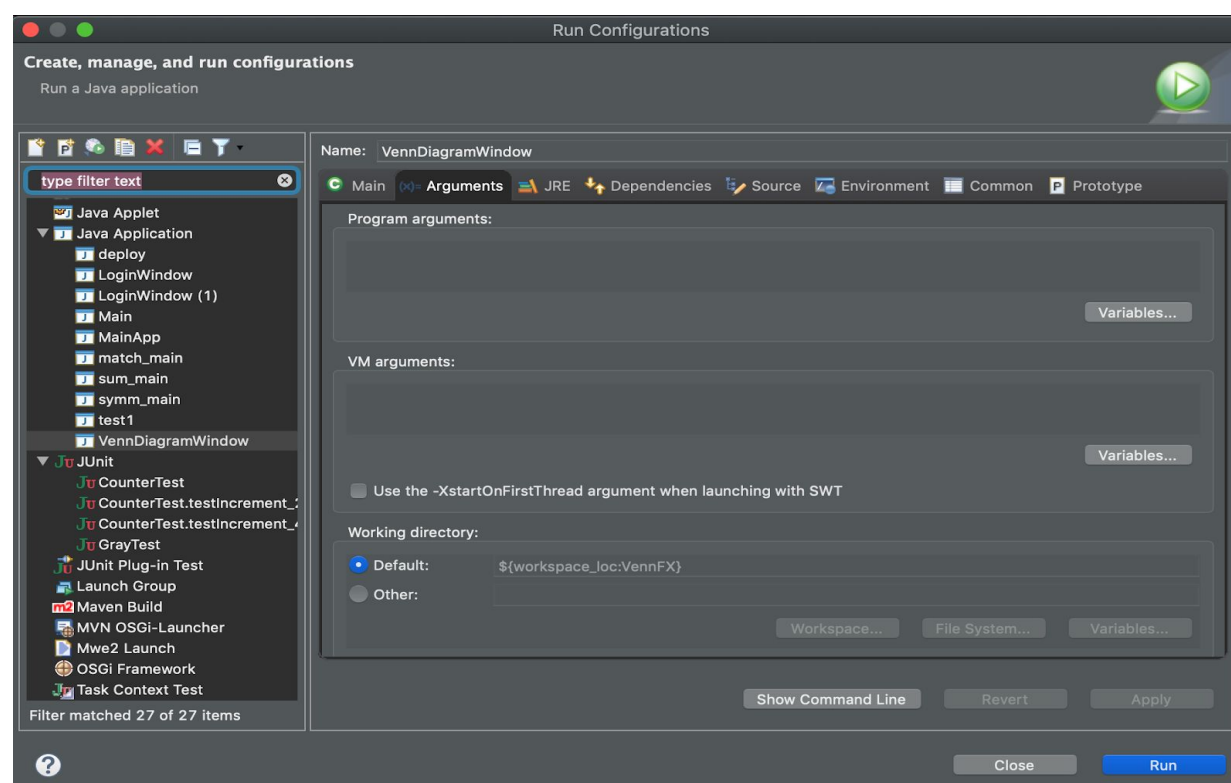 Run Configurations
Create, manage, and run configurations
Run a Java application
type filter text
Java Applet
Java Application
deploy
LoginWindow
LoginWindow (1)
Main
MainApp
match_main
sum_main
symm_main
test1
VennDiagramWindow
JUnit
CounterTest
CounterTest.testIncrement_
CounterTest.testIncrement_
GrayTest
JUnit Plug-in Test
Launch Group
Maven Build
MVN OSGi-Launcher
Mwe2 Launch
OSGi Framework
Task Context Test
Filter matched 27 of 27 items
Name: VennDiagramWindow
Main (x)= Arguments JRE Dependencies Source Environment Common Prototype
Program arguments:
Variables...
VM arguments:
Variables...
Use the -XstartOnFirstThread argument when launching with SWT
Working directory:
Default: ${workspace_loc:VennFX}
Other:
Workspace... File System... Variables...
Show Command Line Revert Apply
Close Run